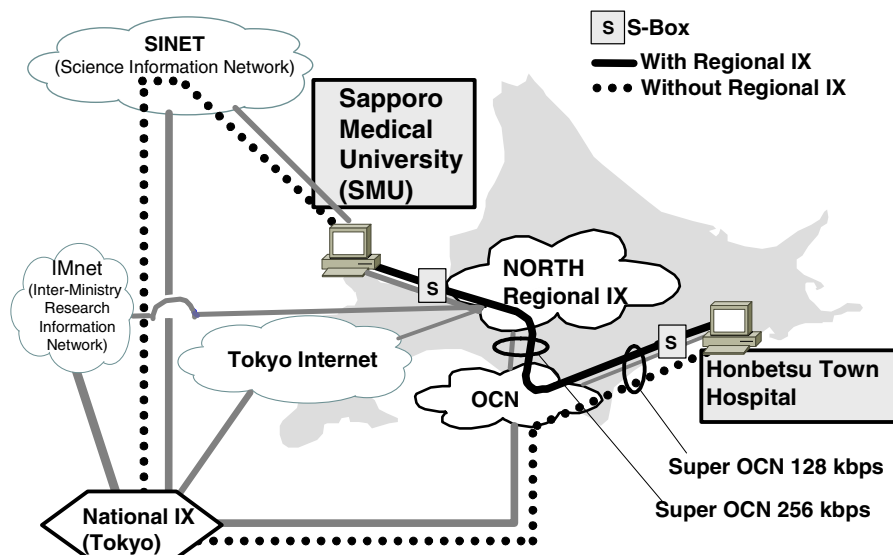 SINET
(Science Information Network)
S
S-Box
With Regional IX
Without Regional IX
Sapporo
Medical
University
(SMU)
IMnet
(Inter-Ministry
Research
Information
Network)
S
NORTH
Regional IX
Tokyo Internet
S
OCN
Honbetsu Town
Hospital
Super OCN 128 kbps
Super OCN 256 kbps
National IX
(Tokyo)